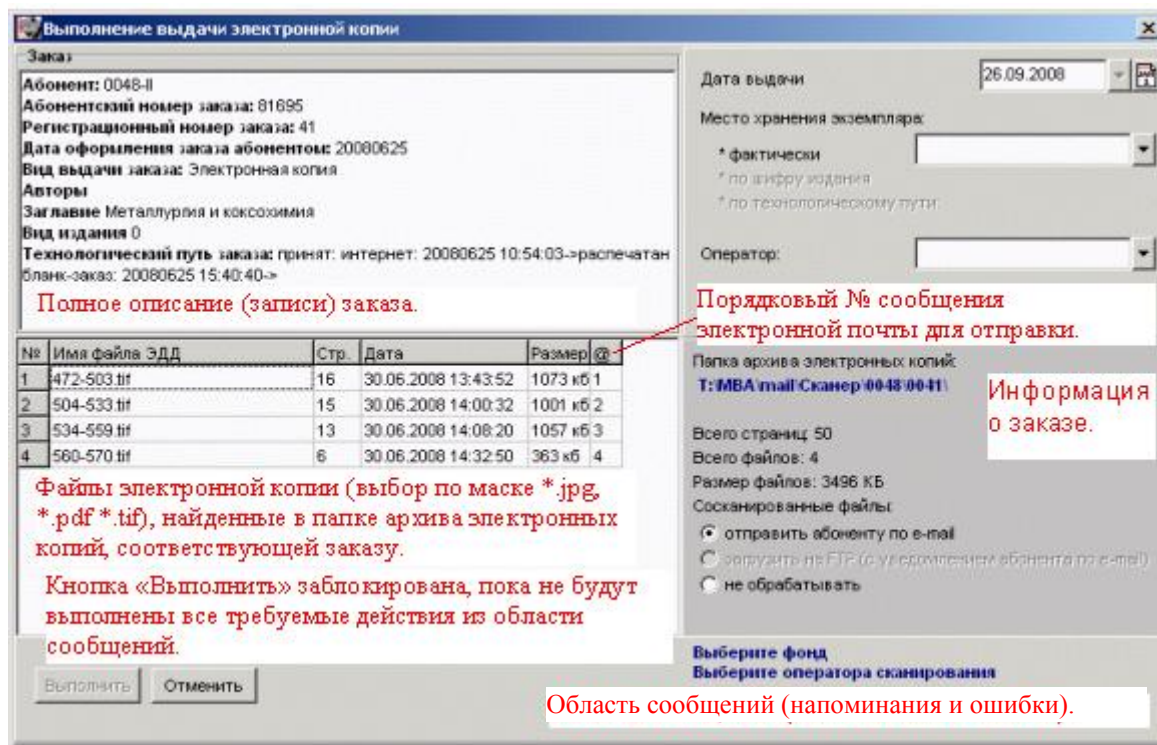 Выполнение выдачи электронной копии
Заказ
Абонент: 0048-II
Абонентский номер заказа: 81695
Регистрационный номер заказа: 41
Дата оформления заказа абонентом: 20080625
Вид выдачи заказа: Электронная копия
Авторы
Заглавие Металлургия и коксохимия
Вид издания 0
Технологический путь заказа: принят: интернет: 20080625 10:54:03->распечатан
бланк-заказ: 20080625 15:40:40->
Полное описание (записи) заказа.
Дата выдачи 26.09.2008
Место хранения экземпляра:
* фактически
* по шифру издания
* по технологическому пути:
Оператор:
Порядковый № сообщения
электронной почты для отправки.
№ Имя файла ЭДД Стр. Дата Размер @
1 472-503.tif 16 30.06.2008 13:43:52 1073 кб 1
2 504-533.tif 15 30.06.2008 14:00:32 1001 кб 2
3 534-559.tif 13 30.06.2008 14:08:20 1057 кб 3
4 560-570.tif 6 30.06.2008 14:32:50 363 кб 4
Файлы электронной копии (выбор по маске *.jpg,
*.pdf *.tif), найденные в папке архива электронных
копий, соответствующей заказу.
Кнопка «Выполнить» заблокирована, пока не будут
выполнены все требуемые действия из области
сообщений.
Папка архива электронных копий:
T:\MBA\mail\Сканер\0048\0041\
Информация
о заказе.
Всего страниц: 50
Всего файлов: 4
Размер файлов: 3496 КБ
Сосканированные файлы:
отправить абоненту по e-mail
загрузить на FTP (с уведомлением абонента по e-mail)
не обрабатывать
Выберите фонд
Выберите оператора сканирования
Выполнить Отменить
Область сообщений (напоминания и ошибки).